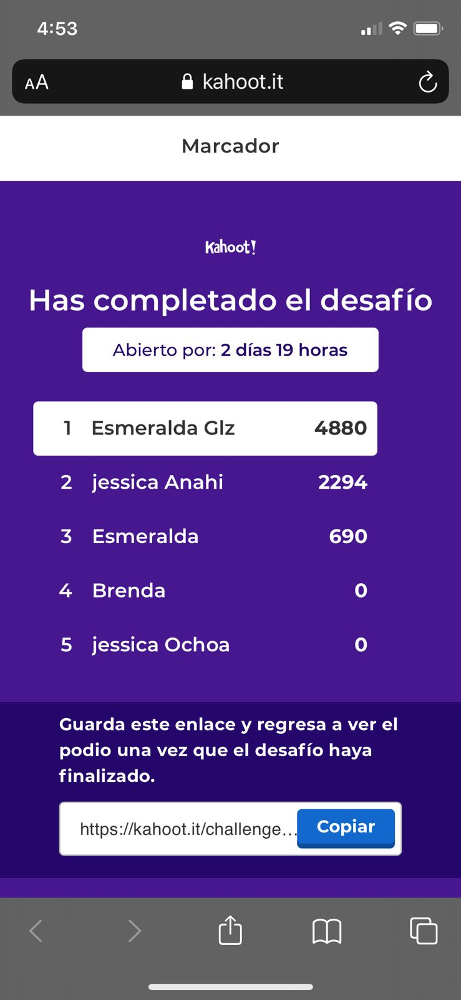 4:53
AA kahoot.it
Marcador
Kahoot!
Has completado el desafío
Abierto por: 2 días 19 horas
1 Esmeralda Glz 4880
2 jessica Anahi 2294
3 Esmeralda 690
4 Brenda 0
5 jessica Ochoa 0
Guarda este enlace y regresa a ver el
podio una vez que el desafío haya
finalizado.
https://kahoot.it/challenge... Copiar